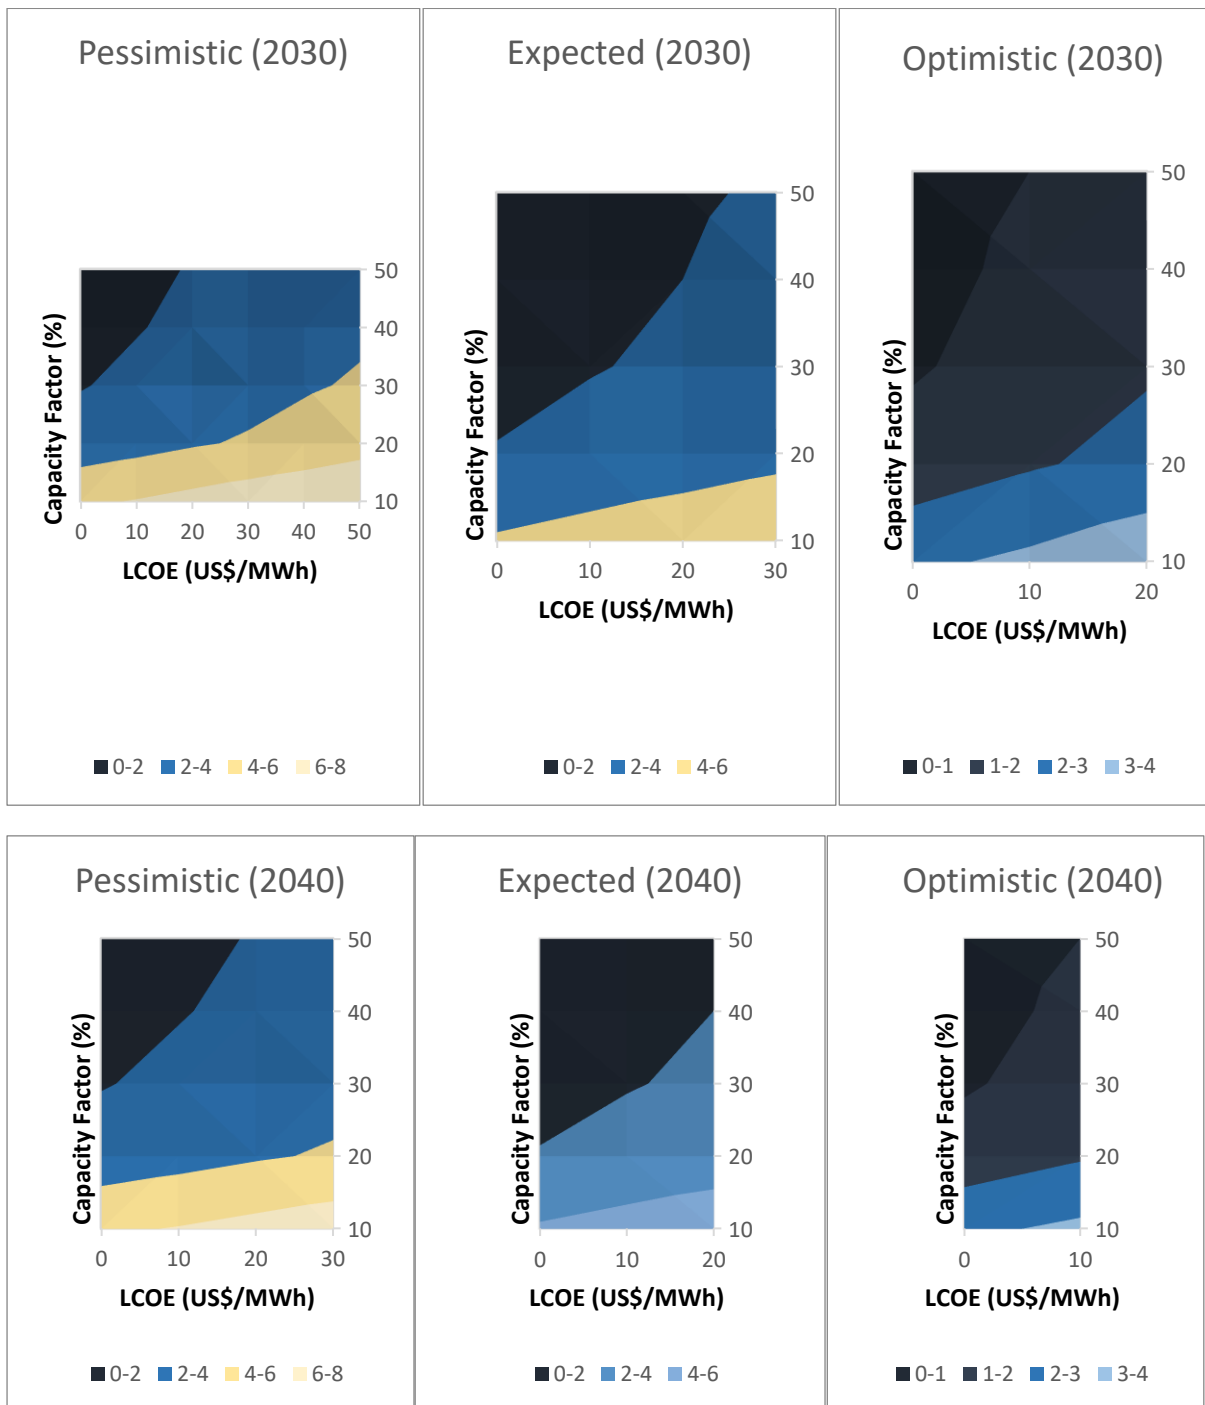 Pessimistic (2030)
50
40
30
20
10
Capacity Factor (%)
0 10 20 30 40 50
LCOE (US$/MWh)
0-2 2-4 4-6 6-8
Expected (2030)
50
40
30
20
10
Capacity Factor (%)
0 10 20 30
LCOE (US$/MWh)
0-2 2-4 4-6
Optimistic (2030)
50
40
30
20
10
Capacity Factor (%)
0 10 20
LCOE (US$/MWh)
0-1 1-2 2-3 3-4
Pessimistic (2040)
50
40
30
20
10
Capacity Factor (%)
0 10 20 30
LCOE (US$/MWh)
0-2 2-4 4-6 6-8
Expected (2040)
50
40
30
20
10
Capacity Factor (%)
0 10 20
LCOE (US$/MWh)
0-2 2-4 4-6
Optimistic (2040)
50
40
30
20
10
Capacity Factor (%)
0 10
LCOE (US$/MWh)
0-1 1-2 2-3 3-4